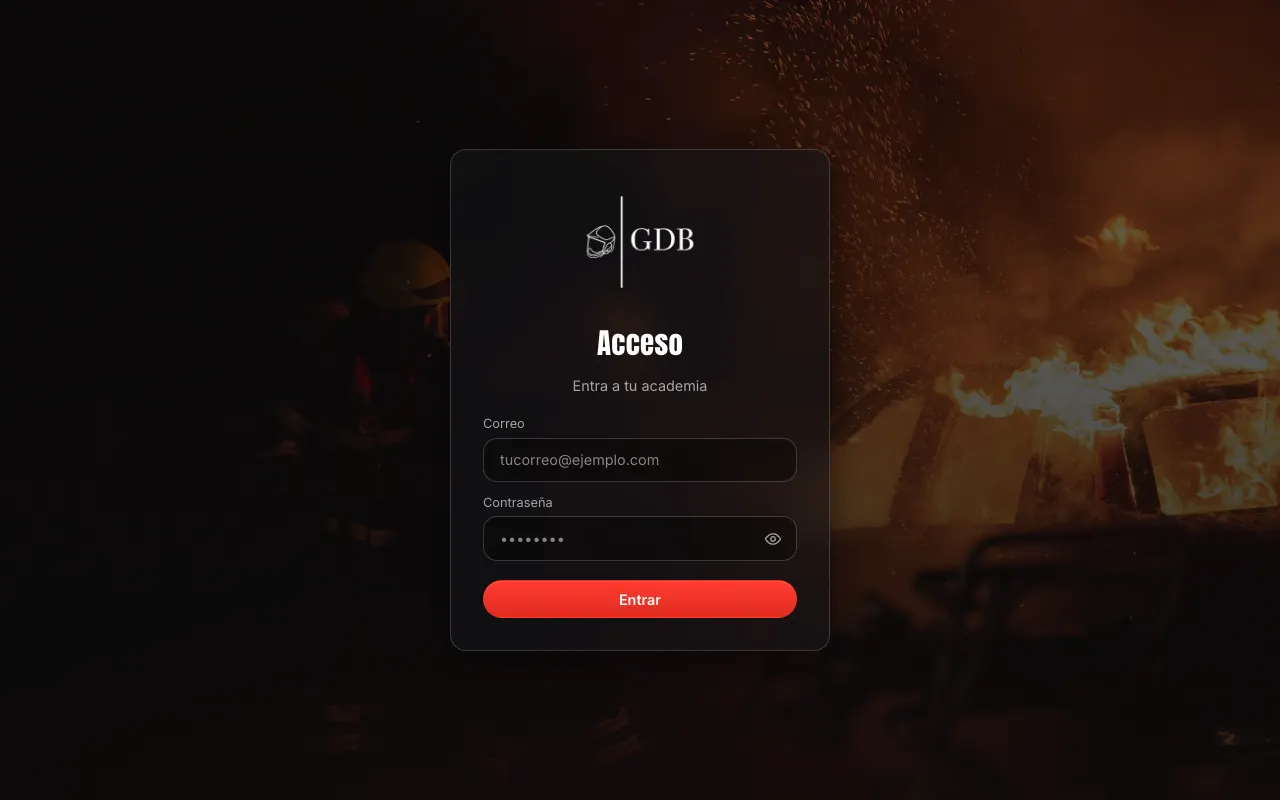 GDB
Acceso
Entra a tu academia
Correo
tucorreo@ejemplo.com
Contraseña
••••••••
Entrar